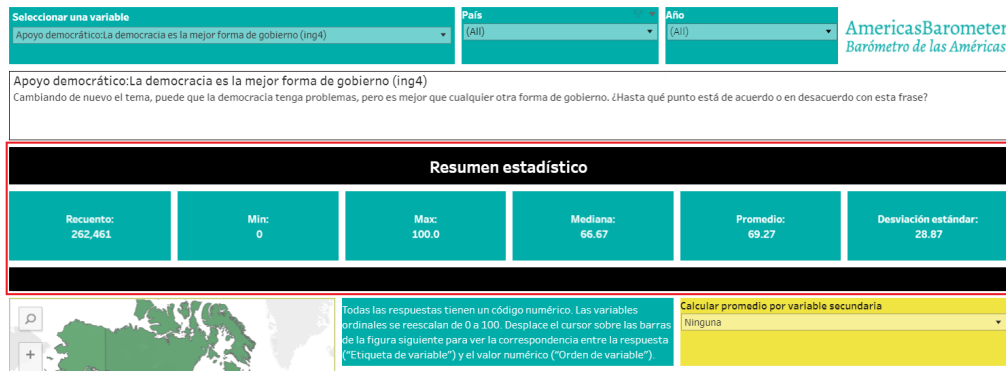 Seleccionar una variable
Apoyo democrático:La democracia es la mejor forma de gobierno (ing4)
País
(All)
Año
(All)
AmericasBarometer
Barómetro de las Américas
Apoyo democrático:La democracia es la mejor forma de gobierno (ing4)
Cambiando de nuevo el tema, puede que la democracia tenga problemas, pero es mejor que cualquier otra forma de gobierno. ¿Hasta qué punto está de acuerdo o en desacuerdo con esta frase?
Resumen estadístico
Recuento:
262,461
Min:
0
Max:
100.0
Mediana:
66.67
Promedio:
69.27
Desviación estándar:
28.87
Todas las respuestas tienen un código numérico. Las variables
ordinales se reescalan de 0 a 100. Desplace el cursor sobre las barras
de la figura siguiente para ver la correspondencia entre la respuesta
("Etiqueta de variable") y el valor numérico ("Orden de variable").
Calcular promedio por variable secundaria
Ninguna